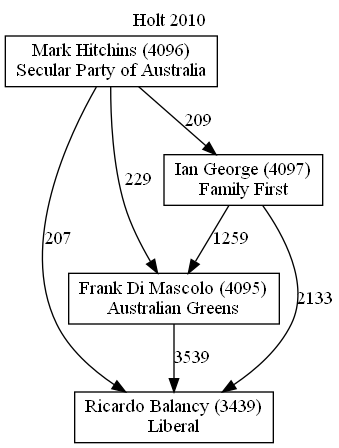 Holt 2010
Mark Hitchins (4096)
Secular Party of Australia
209
Ian George (4097)
Family First
229
207
1259
2133
Frank Di Mascolo (4095)
Australian Greens
3539
Ricardo Balancy (3439)
Liberal